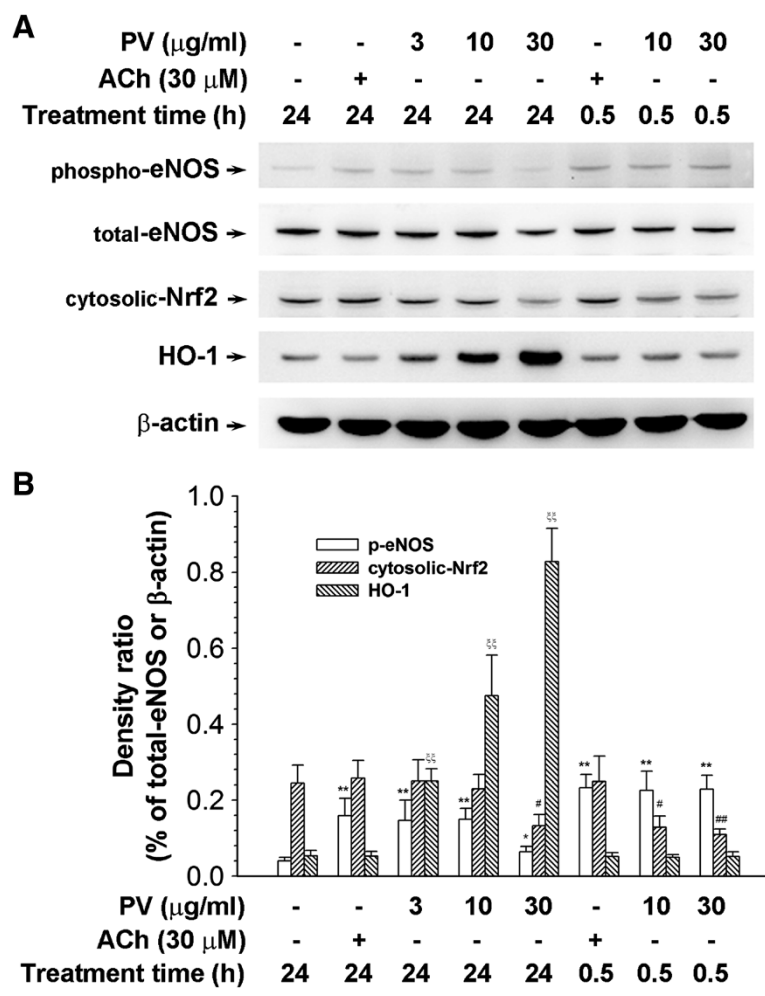 A
PV (μg/ml) - - 3 10 30 - 10 30
ACh (30 μM) - + - - - + - -
Treatment time (h) 24 24 24 24 24 0.5 0.5 0.5
phospho-eNOS
total-eNOS
cytosolic-Nrf2
HO-1
β-actin
B
Density ratio
(% of total-eNOS or β-actin)
1.0
0.8
0.6
0.4
0.2
0.0
p-eNOS
cytosolic-Nrf2
HO-1
** ** ξξ ** ξξ * # ξξ ** ** # ** ##
PV (μg/ml) - - 3 10 30 - 10 30
ACh (30 μM) - + - - - + - -
Treatment time (h) 24 24 24 24 24 0.5 0.5 0.5